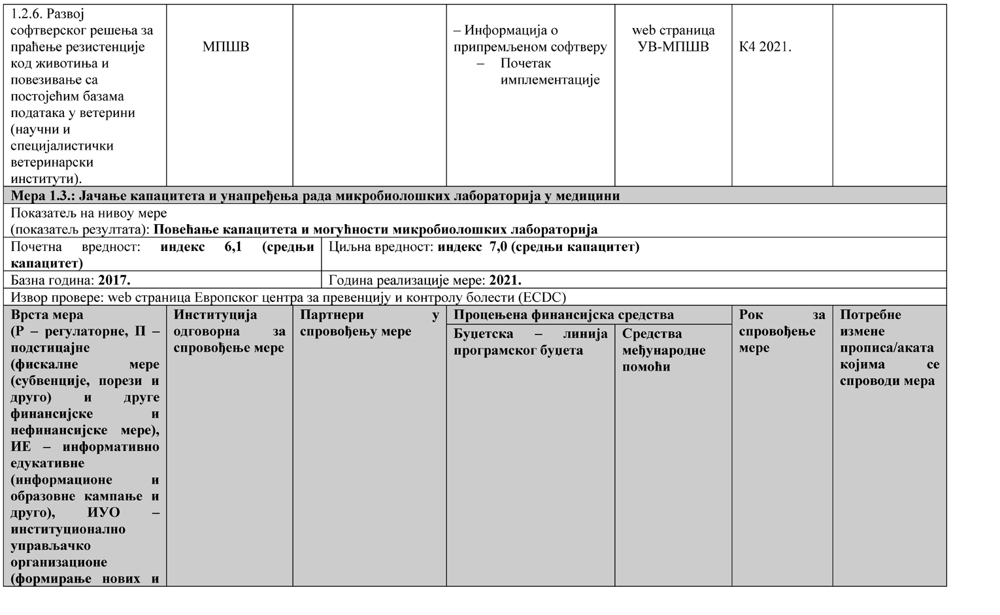 1.2.6. Развој
софтверског решења за
праћење резистенције
код животиња и
повезивање са
постојећим базама
података у ветерини
(научни и
специјалистички
ветеринарски
институти).
МПШВ
– Информација о
припремљеном софтверу
– Почетак
имплементације
web страница
УВ-МПШВ
К4 2021.
Мера 1.3.: Јачање капацитета и унапређења рада микробиолошких лабораторија у медицини
Показатељ на нивоу мере
(показатељ резултата): Повећање капацитета и могућности микробиолошких лабораторија
Почетна вредност: индекс 6,1 (средњи
капацитет)
Циљна вредност: индекс 7,0 (средњи капацитет)
Базна година: 2017.
Година реализације мере: 2021.
Извор провере: web страница Европског центра за превенцију и контролу болести (ECDC)
Врста мера
(Р – регулаторне, П –
подстицајне
(фискалне мере
(субвенције, порези и
друго) и друге
финансијске и
нефинансијске мере),
ИЕ – информативно
едукативне
(информационе и
образовне кампање и
друго), ИУО –
институционално
управљачко
организационе
(формирање нових и
Институција
одговорна за
спровођење мере
Партнери у
спровођењу мере
Процењена финансијска средства
Буџетска – линија
програмског буџета
Средства
међународне
помоћи
Рок за
спровођење
мере
Потребне
измене
прописа/аката
којима се
спроводи мера